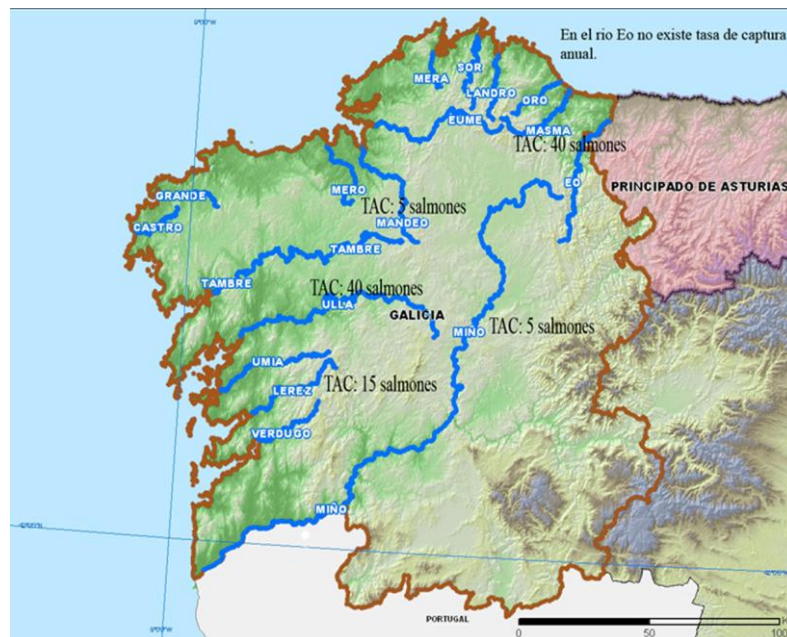 En el rio Eo no existe tasa de captura
anual.
MERA
SOR
LANDRO
ORO
EUME
MASMA
TAC: 40 salmones
EO
PRINCIPADO DE ASTURIAS
GRANDE
CASTRO
MERO
TAC: 5 salmones
MANDEO
TAMBRE
TAMBRE
TAC: 40 salmones
ULLA
GALICIA
MIÑO
TAC: 5 salmones
UMIA
LEREZ
TAC: 15 salmones
VERDUGO
MIÑO
PORTUGAL
0
50